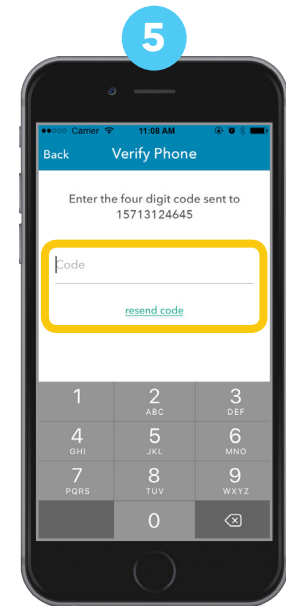 5
Carrier 11:08 AM
Back Verify Phone
Enter the four digit code sent to
15713124645
Code
resend code
1 2 3
ABC DEF
4 5 6
GHI JKL MNO
7 8 9
PQRS TUV WXYZ
0